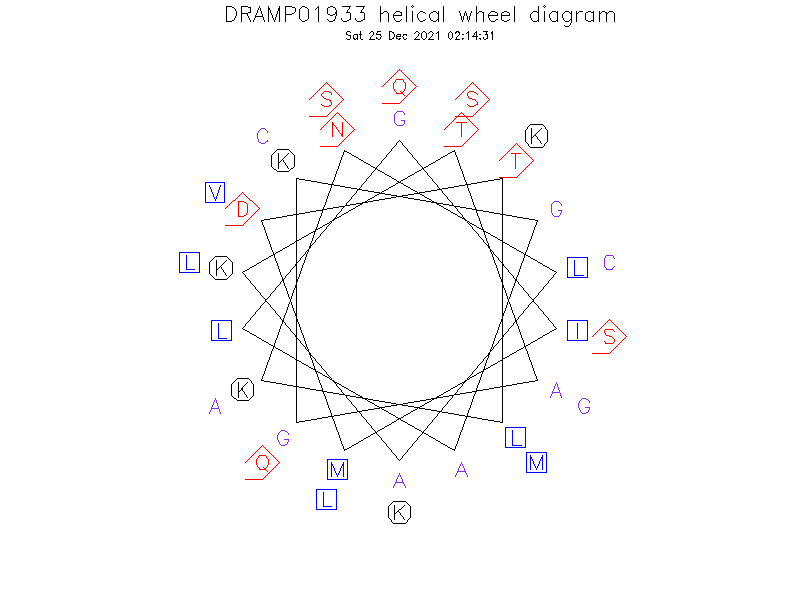 DRAMP01933 helical wheel diagram
Sat 25 Dec 2021 02:14:31
Q
S S
G
N T
C K
K T
V
D G
L K L C
L I S
K A
A G
G L
Q M A M
A
L
K